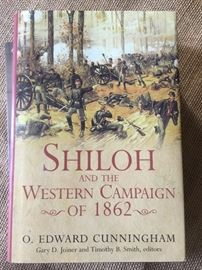 SHILOH
AND THE
WESTERN CAMPAIGN
OF 1862
O. EDWARD CUNNINGHAM
Gary D. Joiner and Timothy B. Smith, editors